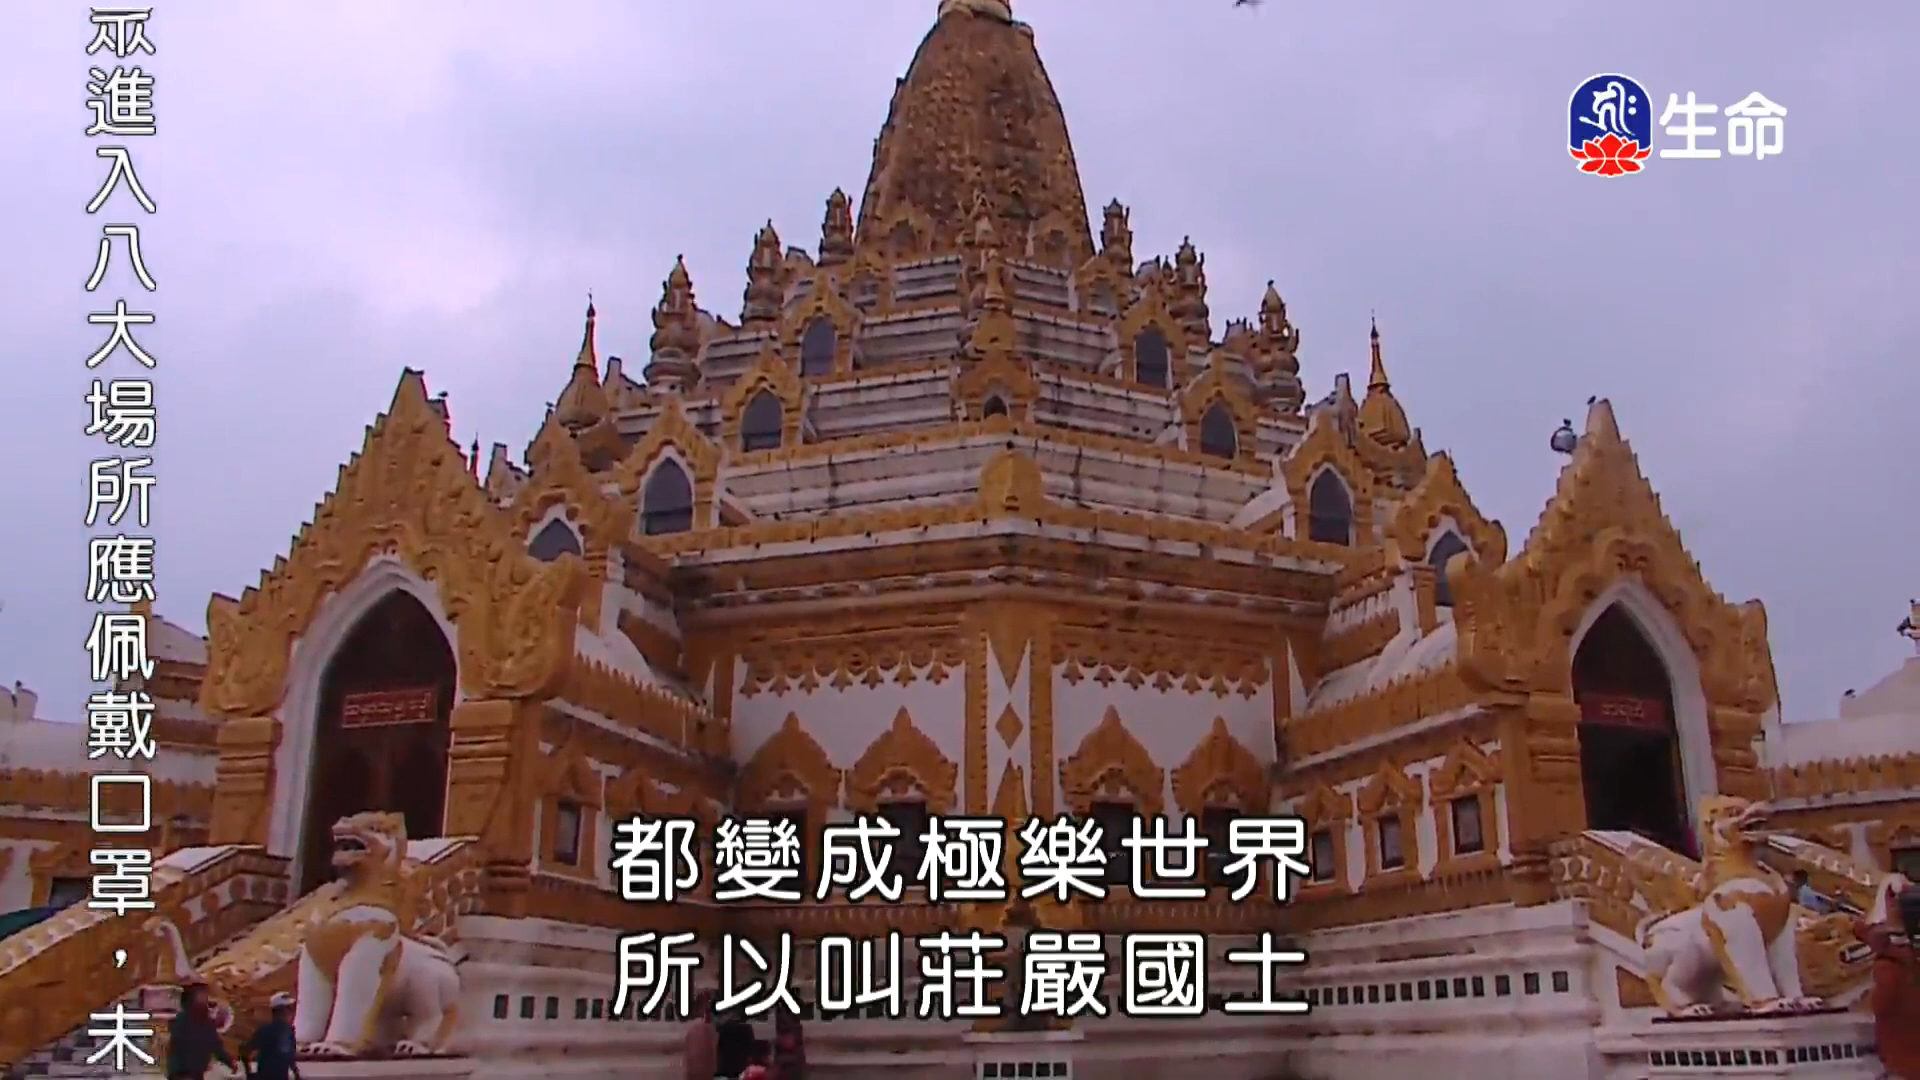 眾進入八大場所應佩戴口罩，未
生命
都變成極樂世界
所以叫莊嚴國土